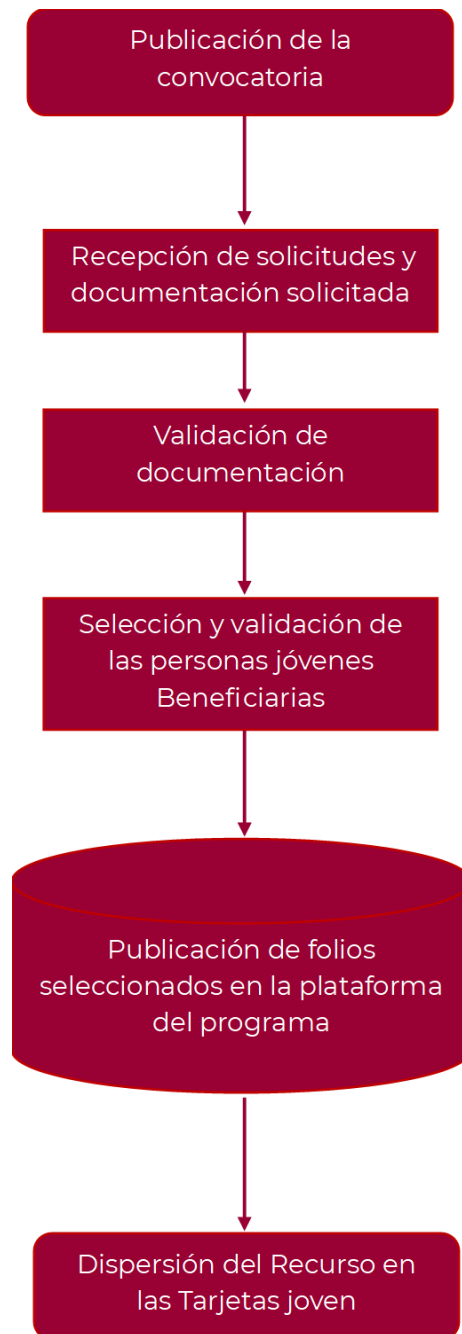 Publicación de la
convocatoria
Recepción de solicitudes y
documentación solicitada
Validación de
documentación
Selección y validación de
las personas jóvenes
Beneficiarias
Publicación de folios
seleccionados en la plataforma
del programa
Dispersión del Recurso en
las Tarjetas joven